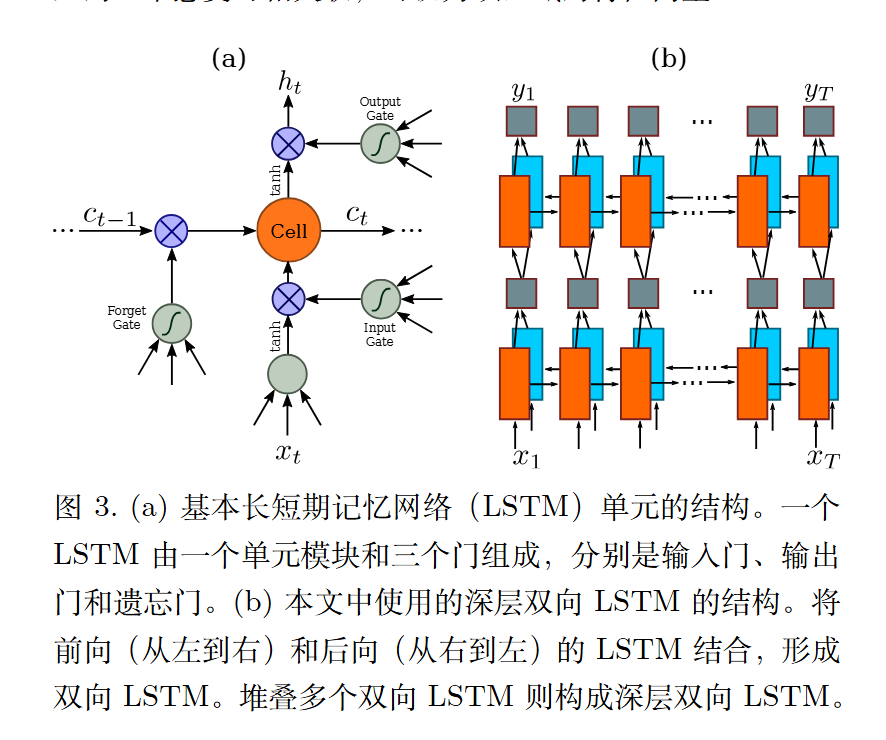 (a)
(b)
h_t
Output
Gate
tanh
... c_{t-1}
Cell
c_t ...
Forget
Gate
tanh
Input
Gate
x_t
y_1
...
y_T
...
...
...
...
...
x_1
x_T
图 3. (a) 基本长短期记忆网络（LSTM）单元的结构。一个
LSTM 由一个单元模块和三个门组成，分别是输入门、输出
门和遗忘门。(b) 本文中使用的深层双向 LSTM 的结构。将
前向（从左到右）和后向（从右到左）的 LSTM 结合，形成
双向 LSTM。堆叠多个双向 LSTM 则构成深层双向 LSTM。